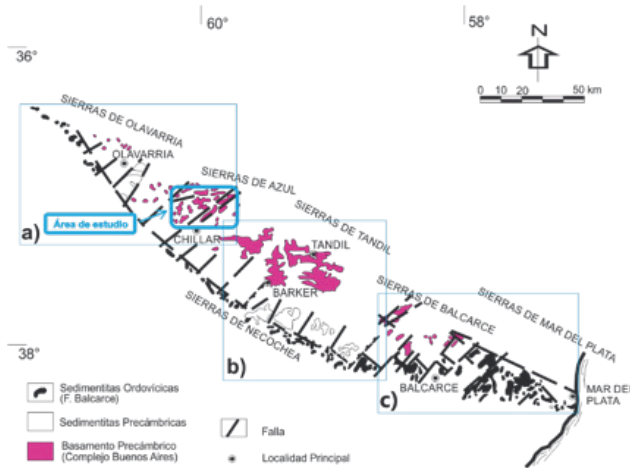 60°
58°
N
36°
0 10 20 50 km
SIERRAS DE OLAVARRIA
OLAVARRIA
SIERRAS DE AZUL
Área de estudio
SIERRAS DE TANDIL
a)
CHILLAR
TANDIL
BARKER
SIERRAS DE BALCARCE
SIERRAS DE MAR DEL PLATA
SIERRAS DE NECOCHEA
38°
b)
BALCARCE
c)
MAR DEL
PLATA
Sedimentitas Ordovícicas
(F. Balcarce)
Sedimentitas Precámbricas
Basamento Precámbrico
(Complejo Buenos Aires)
Falla
Localidad Principal